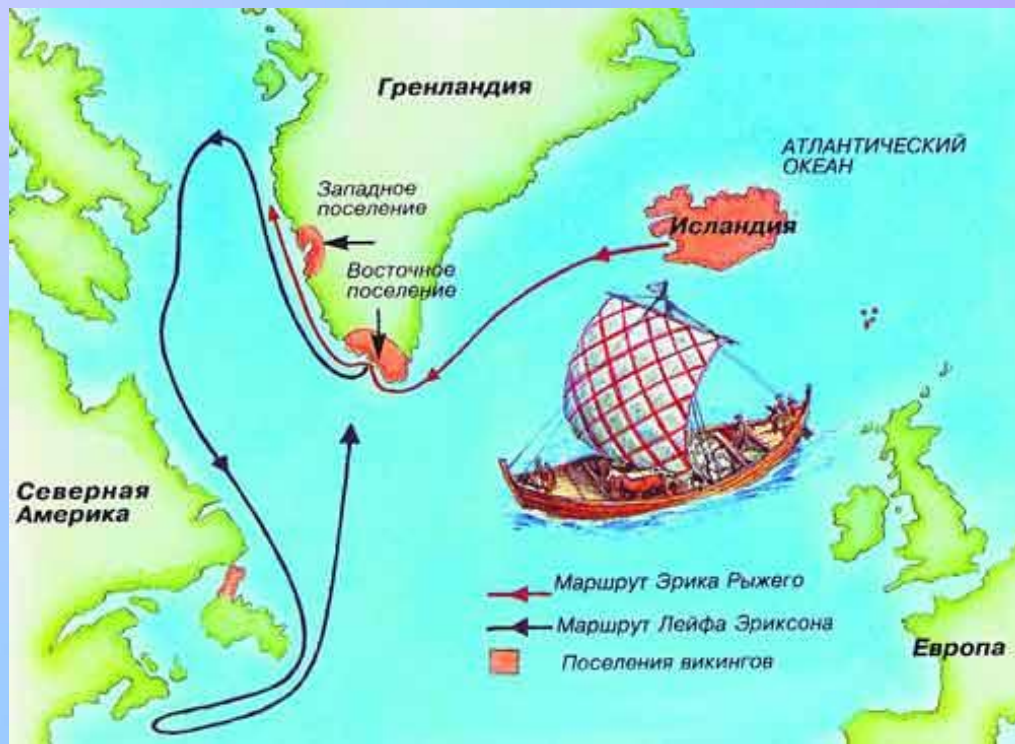 Гренландия
АТЛАНТИЧЕСКИЙ
ОКЕАН
Западное
поселение
Исландия
Восточное
поселение
Северная
Америка
Маршрут Эрика Рыжего
Маршрут Лейфа Эриксона
Европа
Поселения викингов